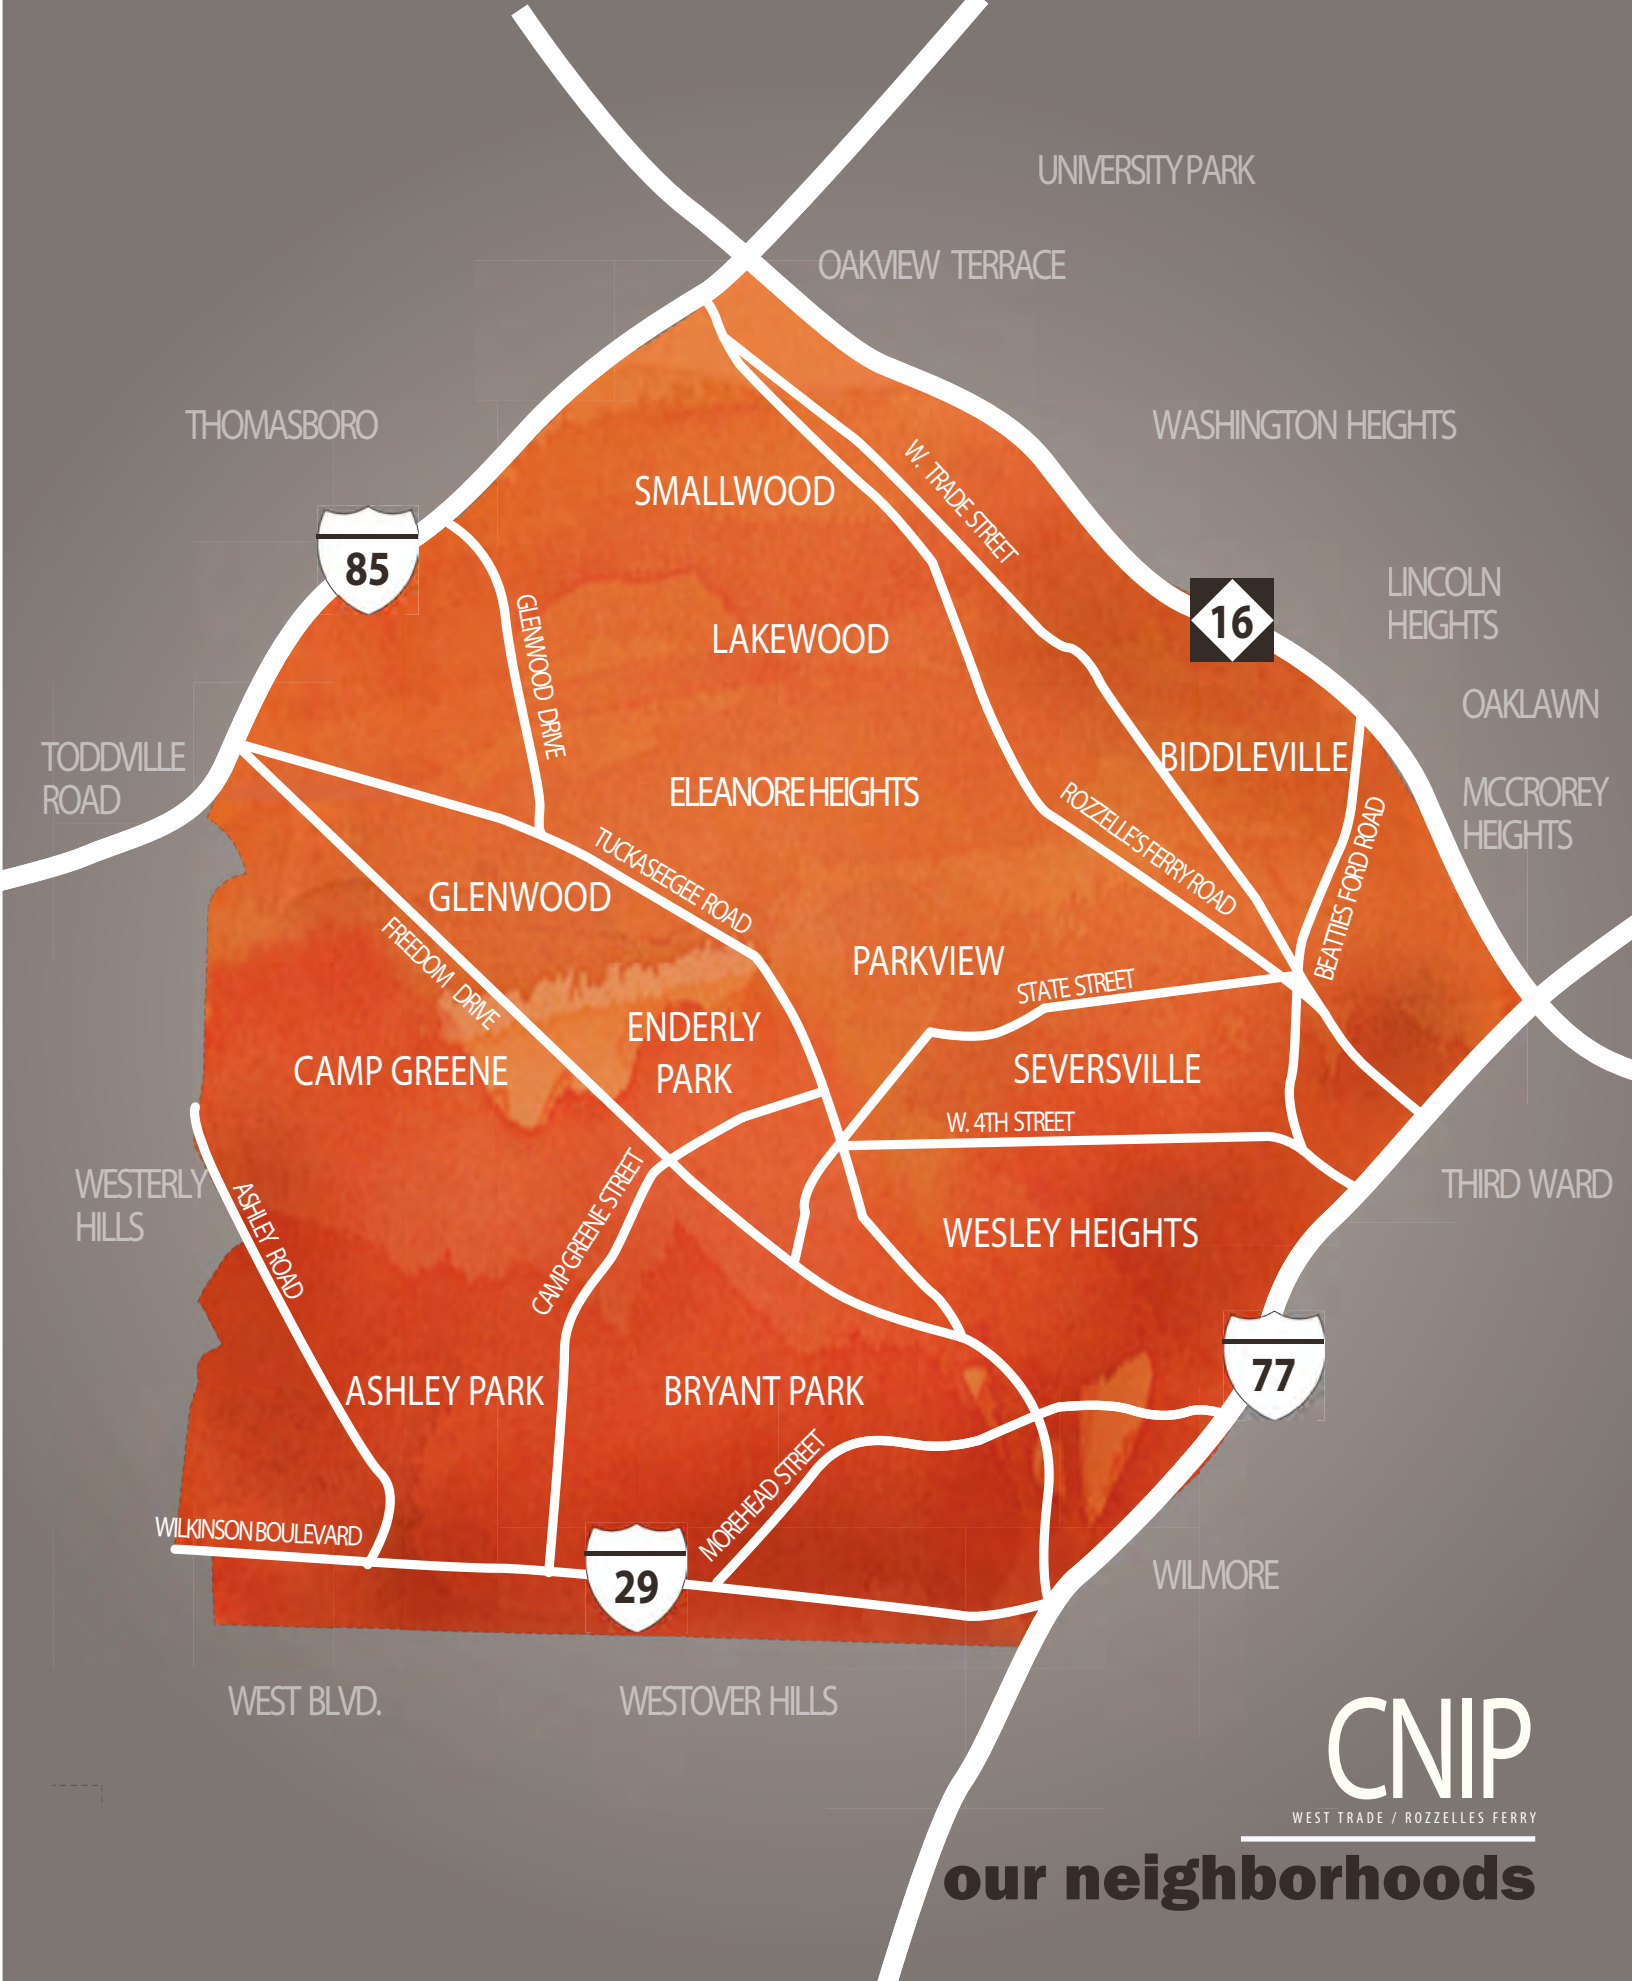 UNIVERSITY PARK
OAKVIEW TERRACE
THOMASBORO
WASHINGTON HEIGHTS
W. TRADE STREET
SMALLWOOD
85
LINCOLN
HEIGHTS
16
GLENWOOD DRIVE
LAKEWOOD
OAKLAWN
TODDVILLE
ROAD
BIDDLEVILLE
ELEANORE HEIGHTS
MCCROREY
HEIGHTS
ROZZELLE'S FERRY ROAD
BEATTIES FORD ROAD
TUCKASEEGEE ROAD
GLENWOOD
FREEDOM DRIVE
PARKVIEW
STATE STREET
ENDERLY
PARK
CAMP GREENE
SEVERSVILLE
W. 4TH STREET
WESTERLY
HILLS
ASHLEY ROAD
CAMP GREENE STREET
THIRD WARD
WESLEY HEIGHTS
77
ASHLEY PARK
BRYANT PARK
MOREHEAD STREET
WILKINSON BOULEVARD
29
WILMORE
WEST BLVD.
WESTOVER HILLS
CNIP
WEST TRADE / ROZZELLES FERRY
our neighborhoods